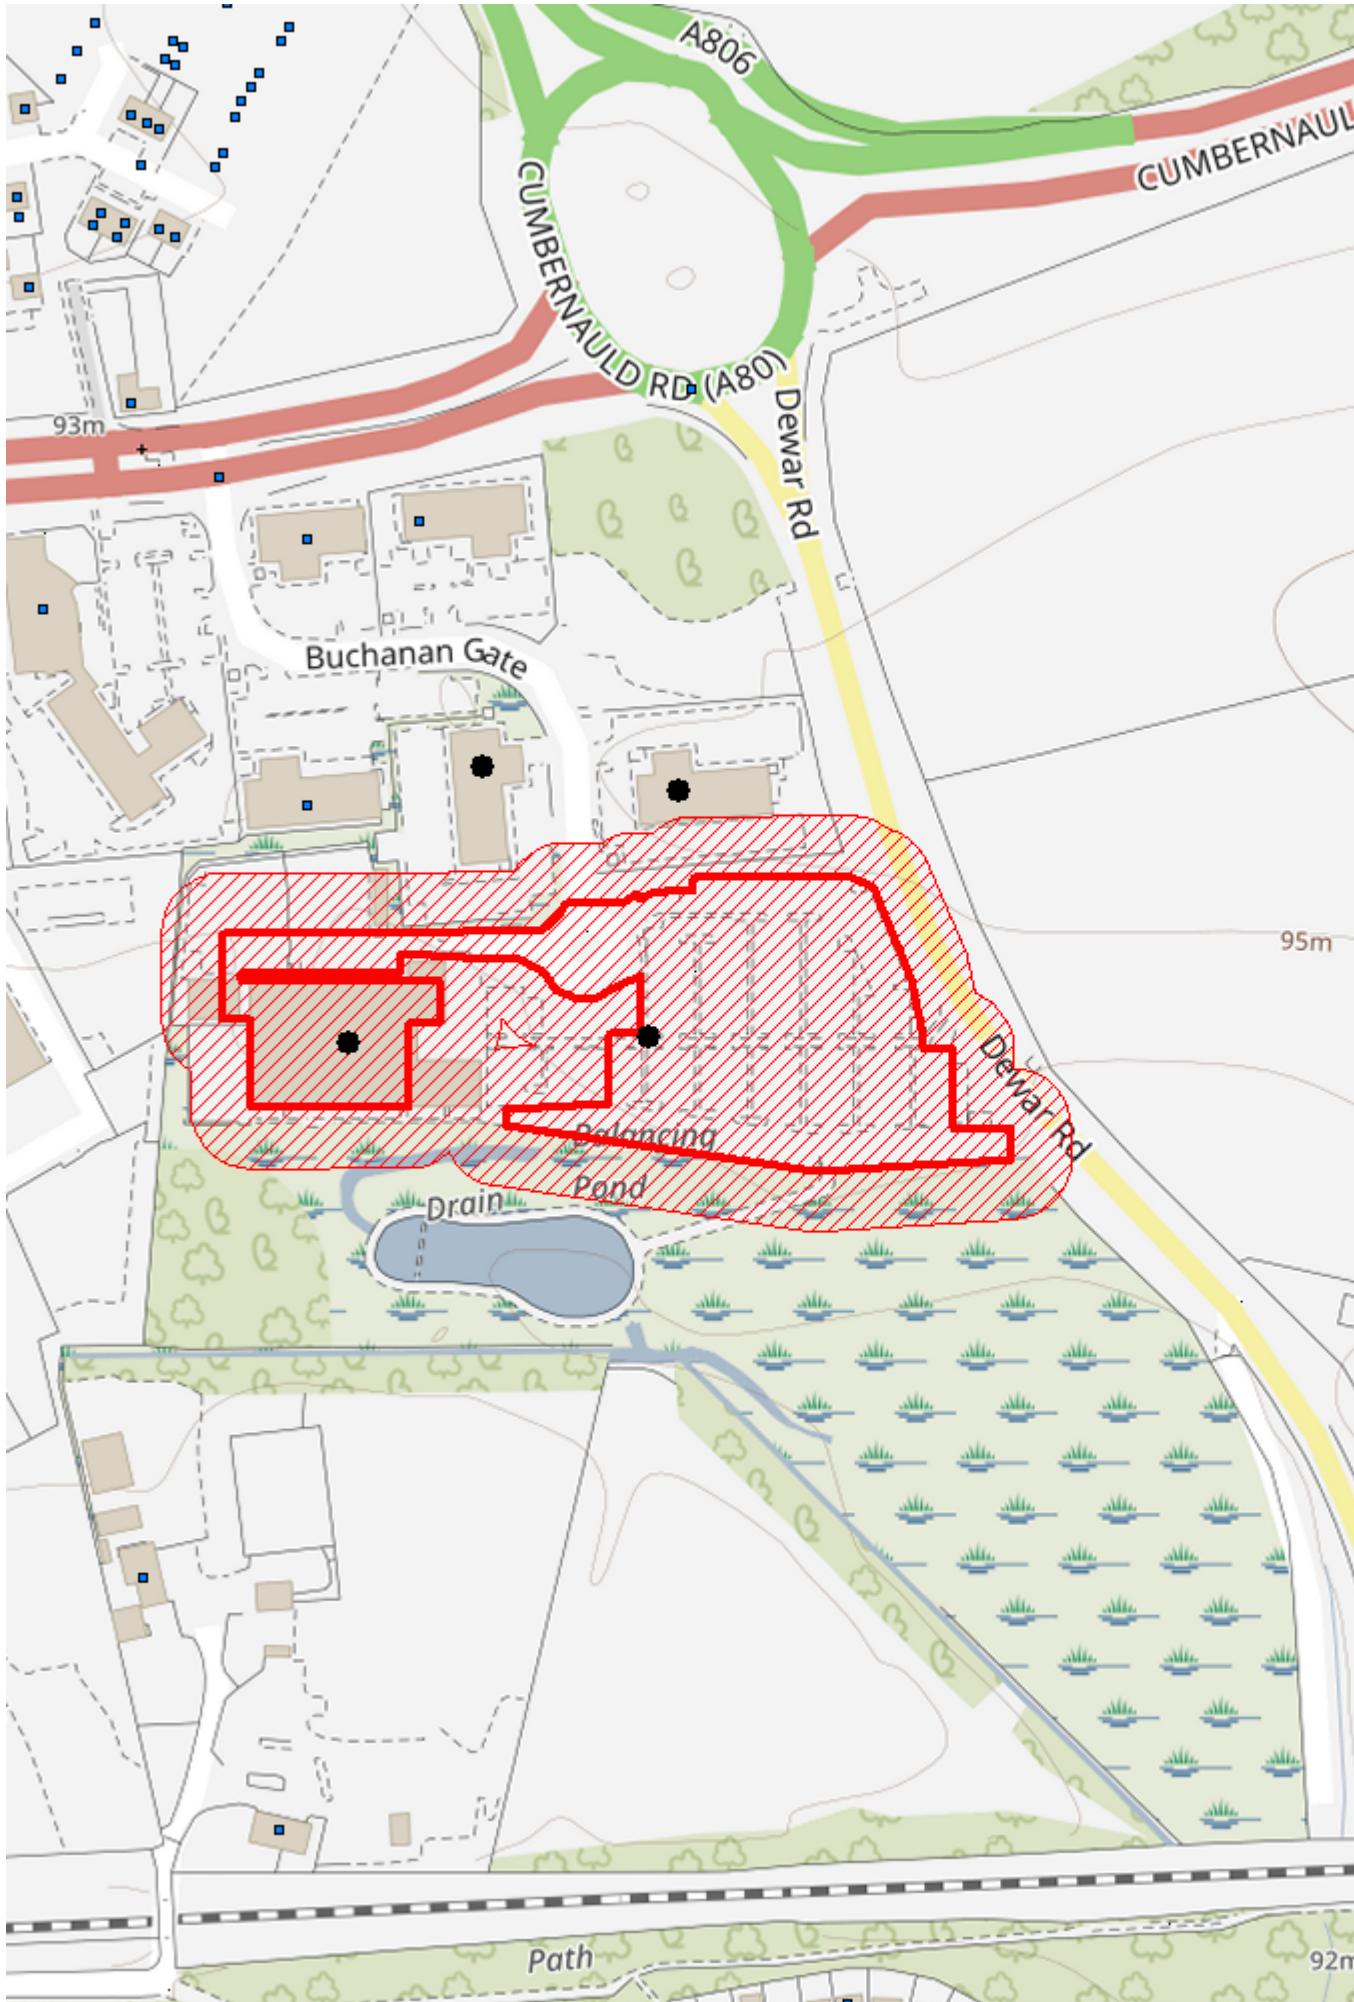 A806
CUMBERNAUL
CUMBERNAULD RD (A80)
Dewar Rd
93m
Buchanan Gate
95m
Dewar Rd
Balancing
Pond
Drain
Path
92m